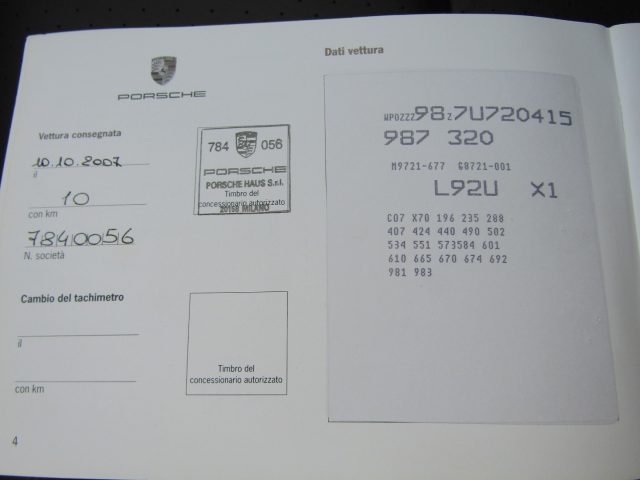 PORSCHE
Vettura consegnata
10.10.2007
il
10
con km
7840056
N. società
784 056
PORSCHE
PORSCHE HAUS S.r.l.
Timbro del
concessionario autorizzato
20156 MILANO
Cambio del tachimetro
il
con km
Timbro del
concessionario autorizzato
4
Dati vettura
WP0ZZZ98Z7U720415
987 320
M9721-677 G8721-001
L92U X1
C07 X70 196 235 288
407 424 440 490 502
534 551 573584 601
610 665 670 674 692
981 983